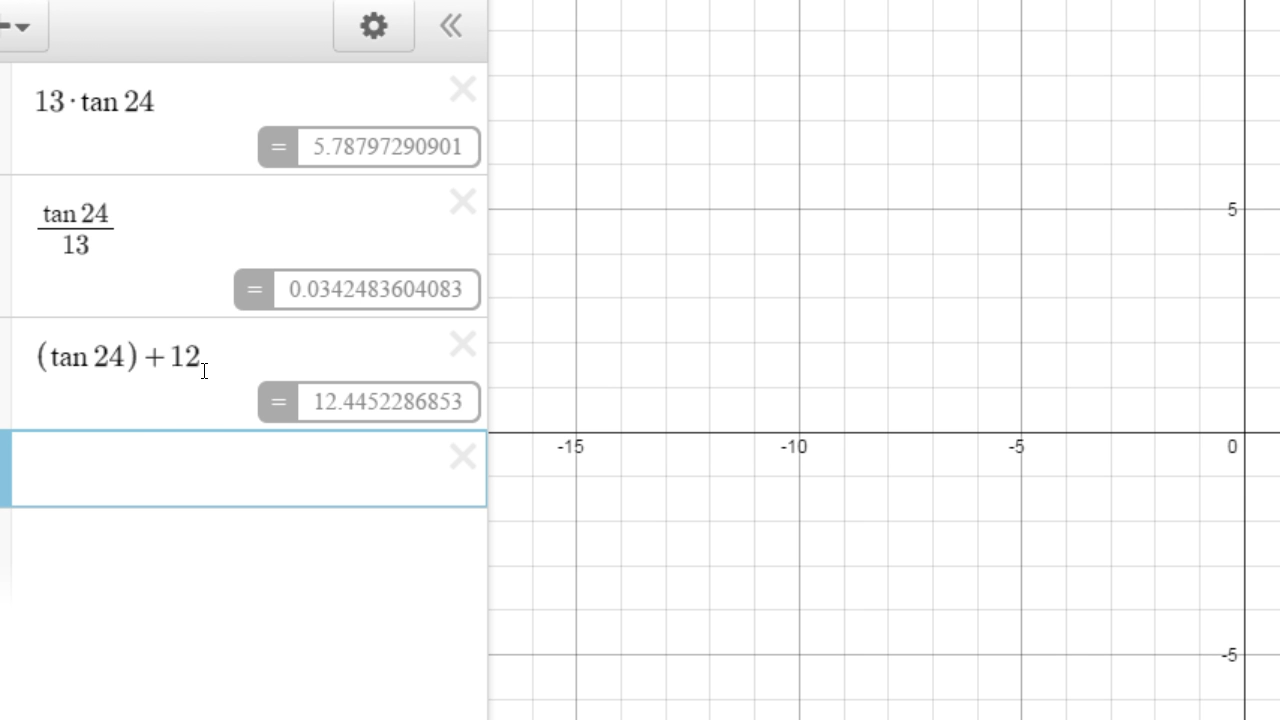 13 · tan 24
= 5.78797290901
tan 24
13
= 0.0342483604083
(tan 24) + 12
= 12.4452286853
5
-15 -10 -5 0
-5